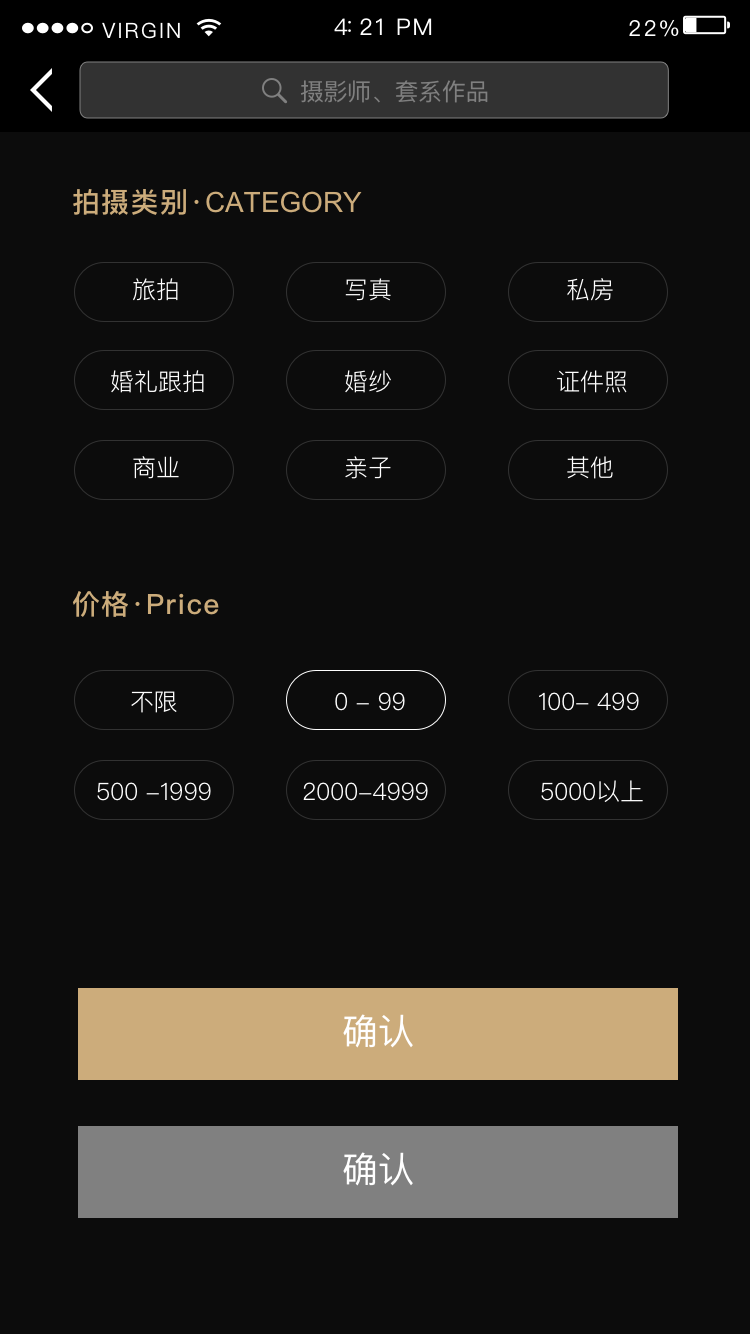 VIRGIN 4: 21 PM 22%
摄影师、套系作品
拍摄类别·CATEGORY
旅拍 写真 私房
婚礼跟拍 婚纱 证件照
商业 亲子 其他
价格·Price
不限 0 – 99 100– 499
500 –1999 2000–4999 5000以上
确认
确认